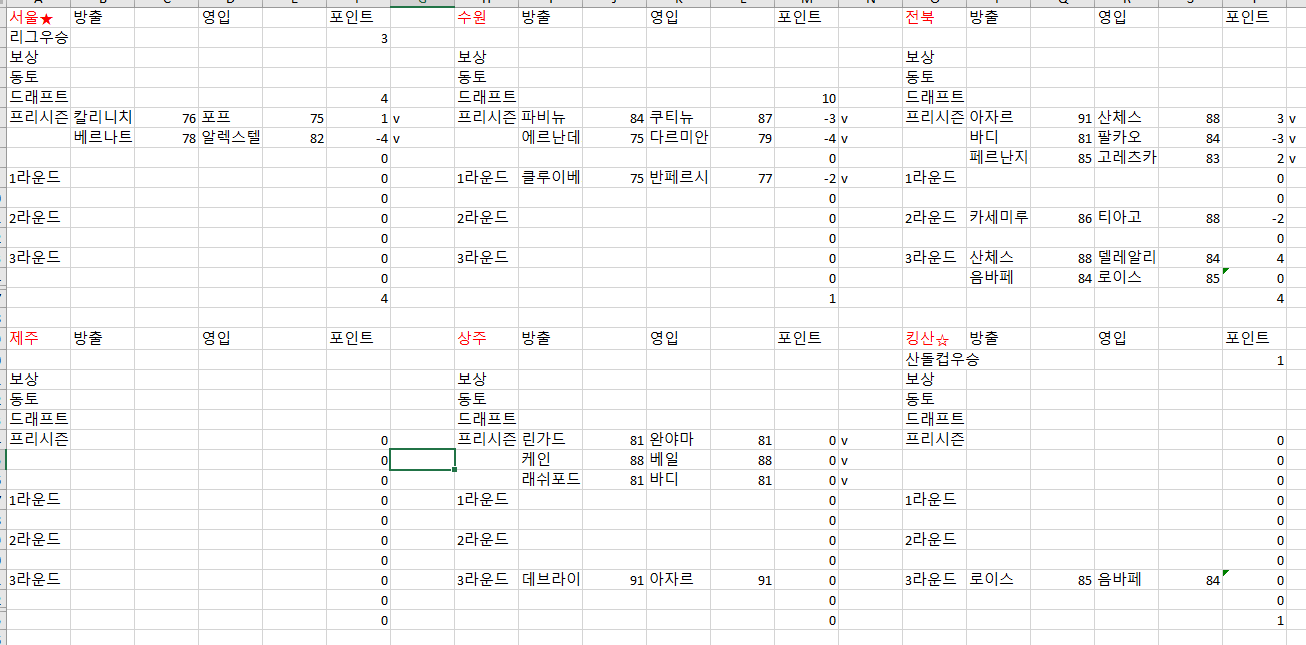 서울★ 방출 영입 포인트 수원 방출 영입 포인트 전북 방출 영입 포인트
리그우승 3
보상 보상 보상
동토 동토 동토
드래프트 4 드래프트 10 드래프트
프리시즌 칼리니치 76 포프 75 1 v 프리시즌 파비뉴 84 쿠티뉴 87 -3 v 프리시즌 아자르 91 산체스 88 3 v
베르나트 78 알렉스텔 82 -4 v 에르난데 75 다르미안 79 -4 v 바디 81 팔카오 84 -3 v
0 0 페르난지 85 고레츠카 83 2 v
1라운드 0 1라운드 클루이베 75 반페르시 77 -2 v 1라운드 0
0 0 0
2라운드 0 2라운드 0 2라운드 카세미루 86 티아고 88 -2
0 0 0
3라운드 0 3라운드 0 3라운드 산체스 88 델레알리 84 4
0 0 음바페 84 로이스 85 0
4 1 4
제주 방출 영입 포인트 상주 방출 영입 포인트 킹산☆ 방출 영입 포인트
산돌컵우승 1
보상 보상 보상
동토 동토 동토
드래프트 드래프트 드래프트
프리시즌 0 프리시즌 린가드 81 완야마 81 0 v 프리시즌 0
0 케인 88 베일 88 0 v 0
0 래쉬포드 81 바디 81 0 v 0
1라운드 0 1라운드 0 1라운드 0
0 0 0
2라운드 0 2라운드 0 2라운드 0
0 0 0
3라운드 0 3라운드 데브라이 91 아자르 91 0 3라운드 로이스 85 음바페 84 0
0 0 0
0 0 1